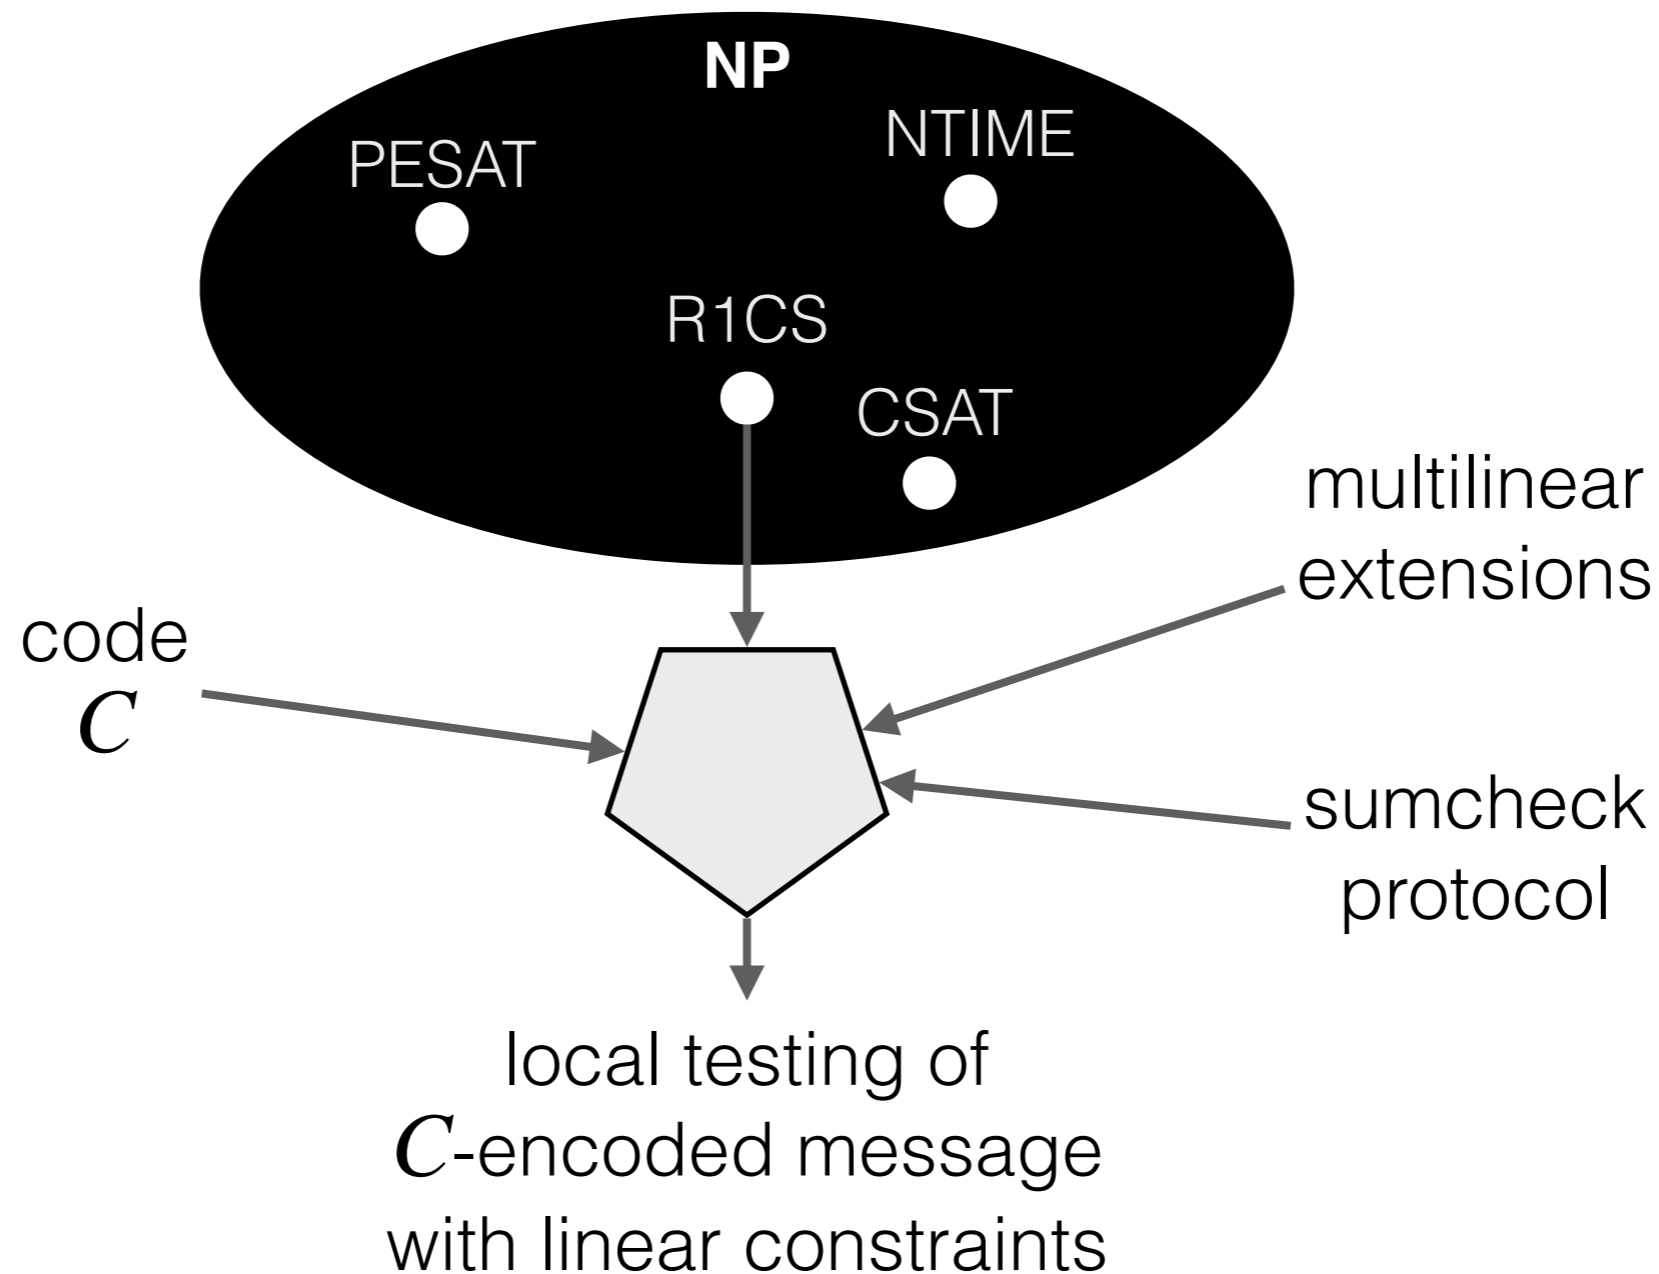 NP
PESAT
NTIME
R1CS
CSAT
multilinear
extensions
code
C
sumcheck
protocol
local testing of
C-encoded message
with linear constraints